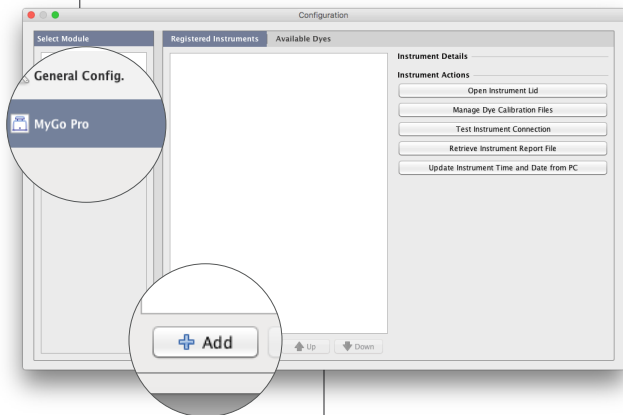 Configuration
Select Module
Registered Instruments
Available Dyes
General Config.
MyGo Pro
Instrument Details
Instrument Actions
Open Instrument Lid
Manage Dye Calibration Files
Test Instrument Connection
Retrieve Instrument Report File
Update Instrument Time and Date from PC
Add
Up
Down